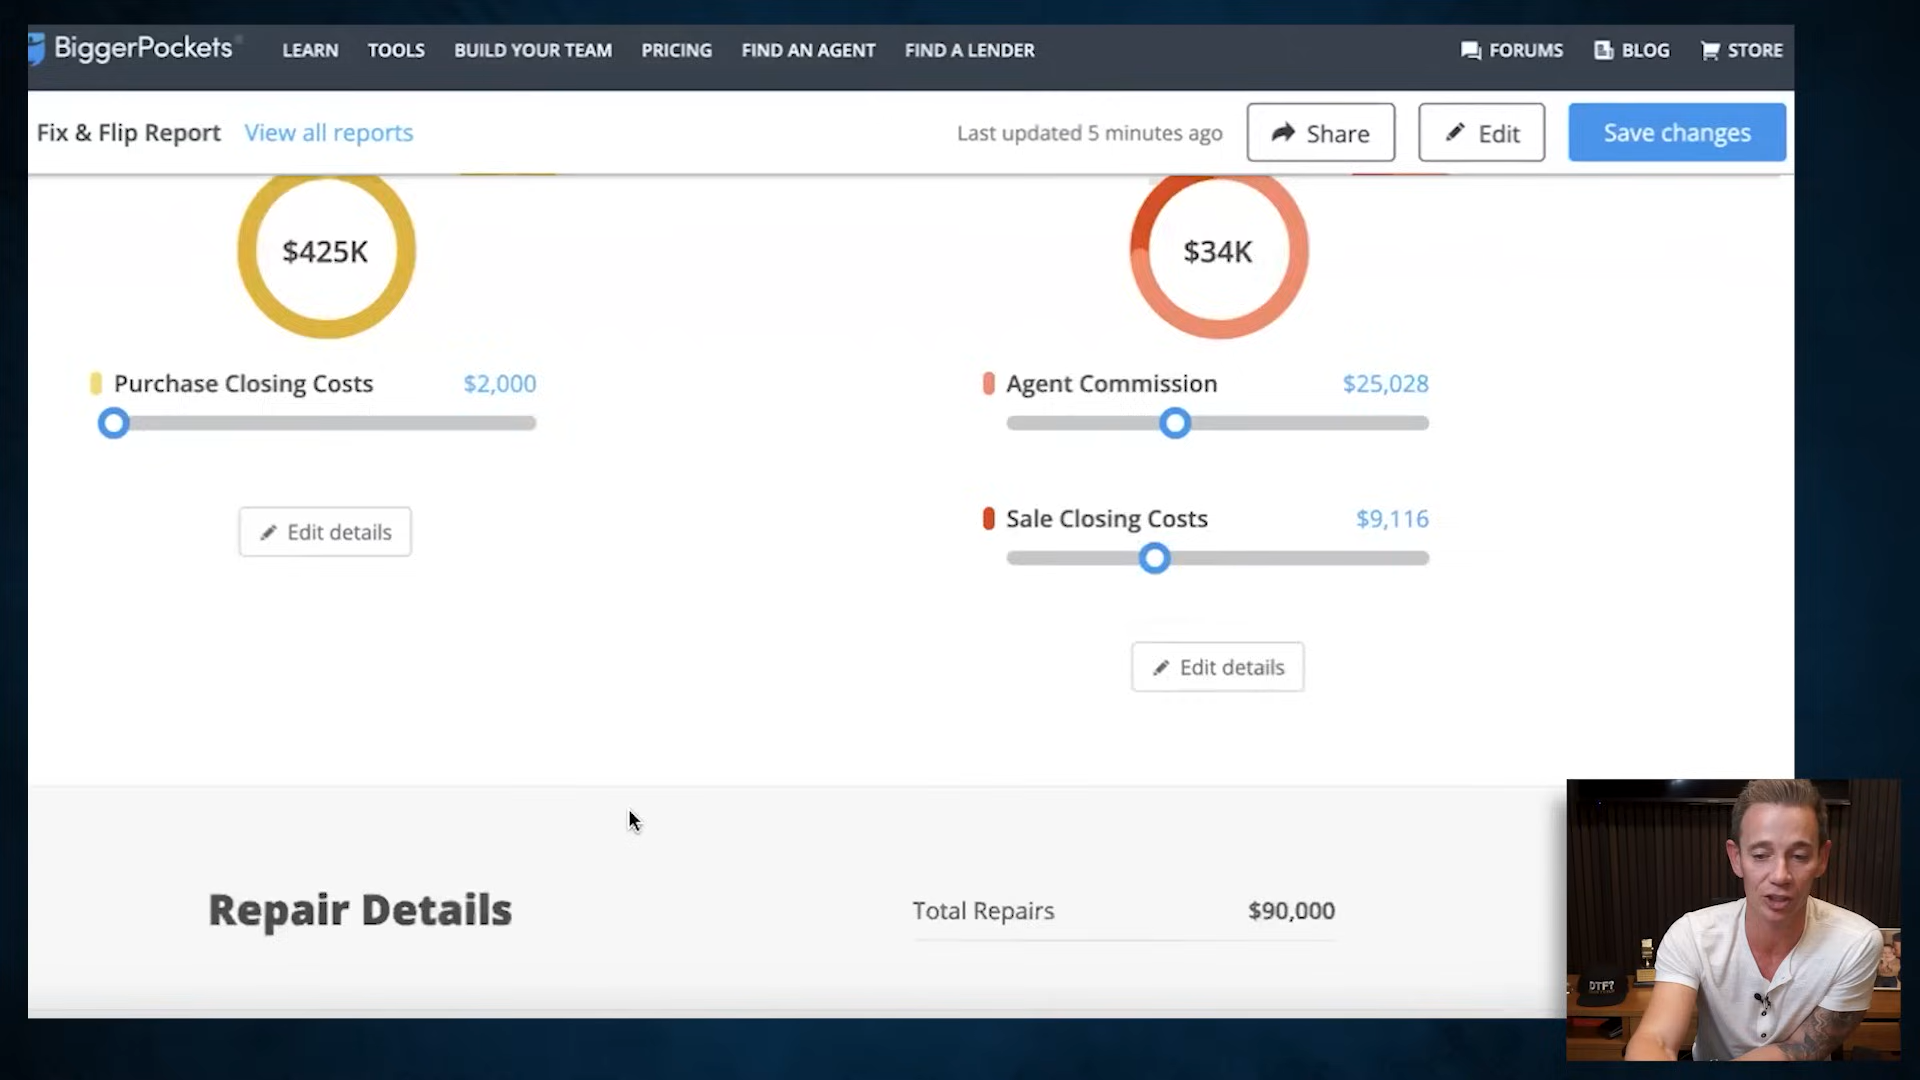 BiggerPockets
LEARN
TOOLS
BUILD YOUR TEAM
PRICING
FIND AN AGENT
FIND A LENDER
FORUMS
BLOG
STORE
Fix & Flip Report
View all reports
Last updated 5 minutes ago
Share
Edit
Save changes
$425K
$34K
Purchase Closing Costs
$2,000
Agent Commission
$25,028
Edit details
Sale Closing Costs
$9,116
Edit details
Repair Details
Total Repairs
$90,000
DTF?